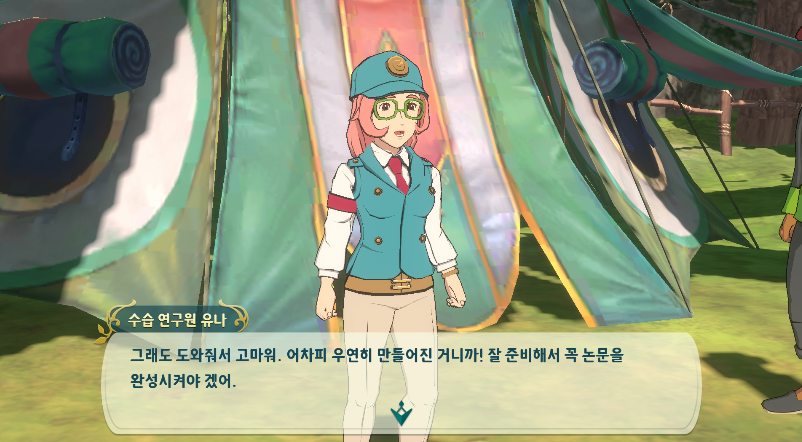 수습 연구원 유나
그래도 도와줘서 고마워. 어차피 우연히 만들어진 거니까! 잘 준비해서 꼭 논문을
완성시켜야 겠어.